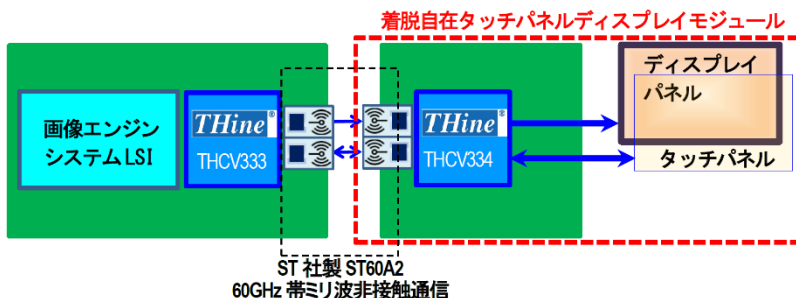 着脱自在タッチパネルディスプレイモジュール
画像エンジン
システムLSI
THine®
THCV333
THine®
THCV334
ディスプレイ
パネル
タッチパネル
ST 社製 ST60A2
60GHz 帯ミリ波非接触通信